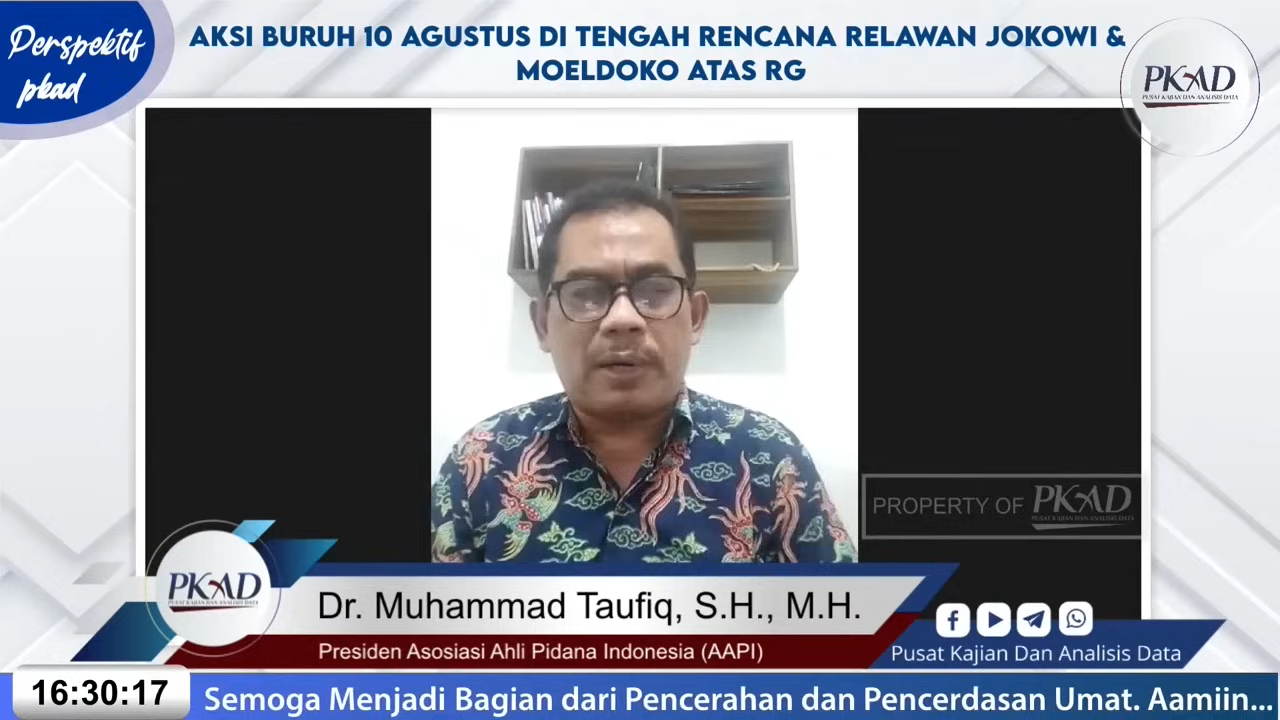 Perspektif
pkad
AKSI BURUH 10 AGUSTUS DI TENGAH RENCANA RELAWAN JOKOWI &
MOELDOKO ATAS RG
PKAD
PUSAT KAJIAN DAN ANALISIS DATA
PROPERTY OF PKAD
PUSAT KAJIAN DAN ANALISIS DATA
PKAD
PUSAT KAJIAN DAN ANALISIS DATA
Dr. Muhammad Taufiq, S.H., M.H.
Presiden Asosiasi Ahli Pidana Indonesia (AAPI)
Pusat Kajian Dan Analisis Data
16:30:17
Semoga Menjadi Bagian dari Pencerahan dan Pencerdasan Umat. Aamiin...